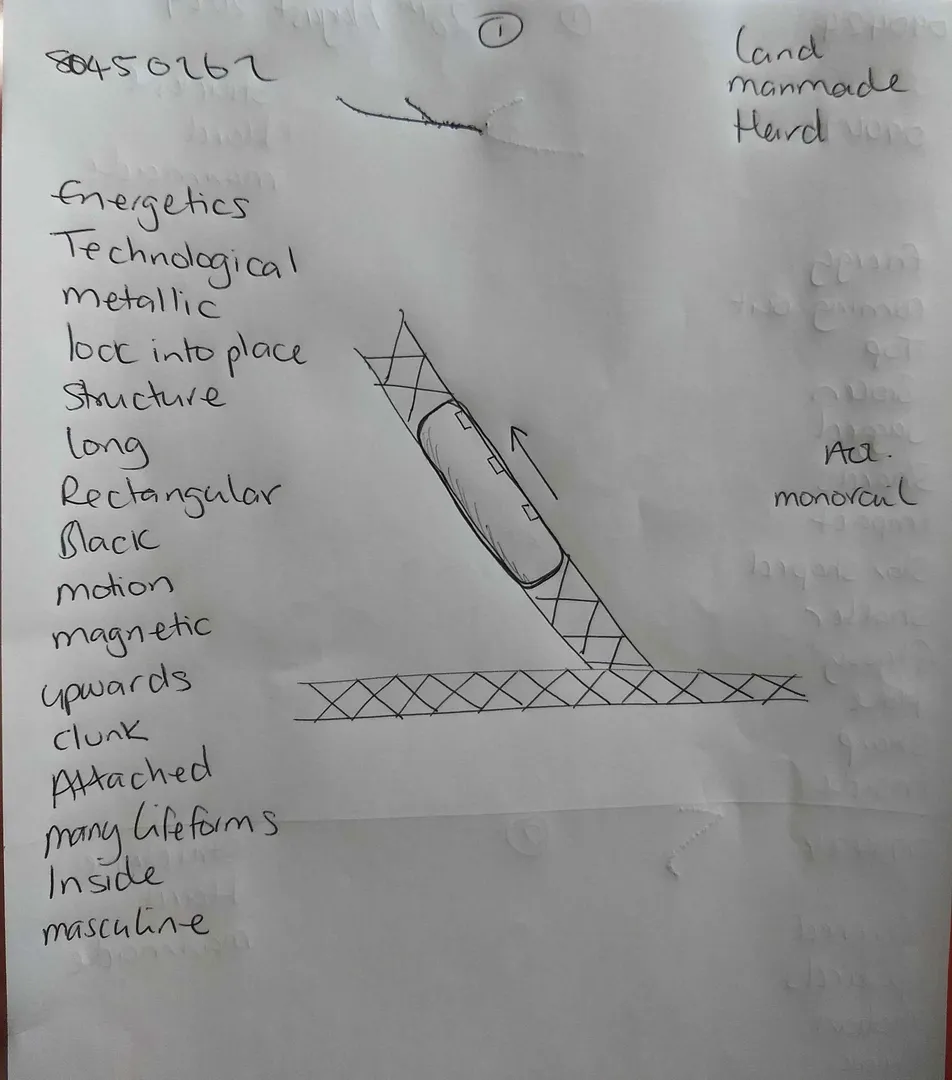 ①
80450262
Land
manmade
Hard
Energetics
Technological
metallic
lock into place
Structure
long
Rectangular
Black
motion
magnetic
upwards
clunk
Attached
many lifeforms
Inside
masculine
monorail